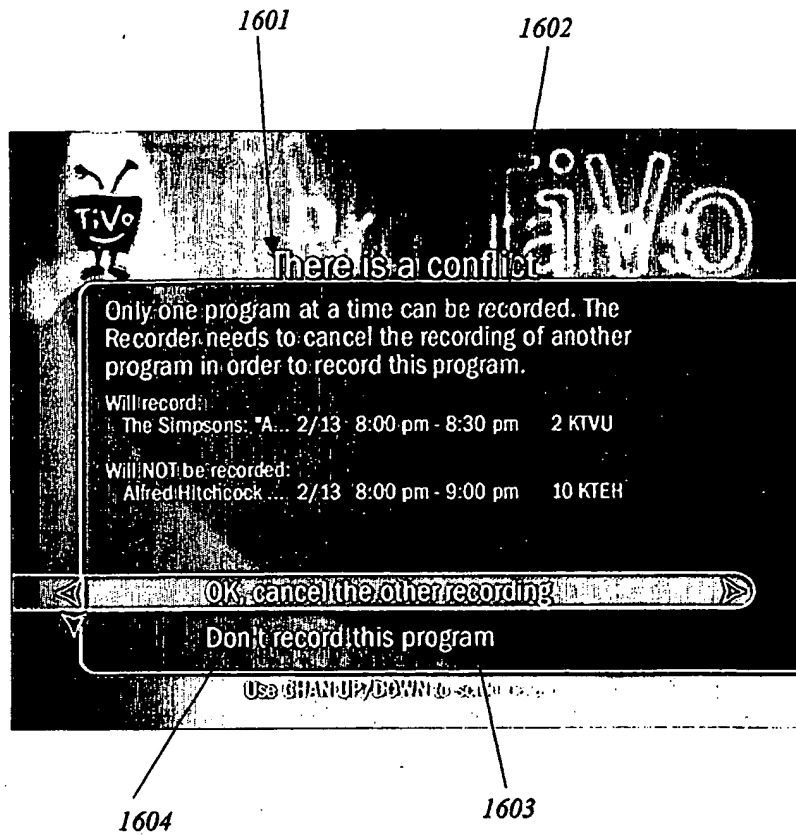 1601
1602
TiVo
TiVo
There is a conflict
Only one program at a time can be recorded. The
Recorder needs to cancel the recording of another
program in order to record this program.
Will record:
The Simpsons: "A... 2/13 8:00 pm - 8:30 pm 2 KTVU
Will NOT be recorded:
Alfred Hitchcock ... 2/13 8:00 pm - 9:00 pm 10 KTEH
OK, cancel the other recording
Don't record this program
Use CHAN UP/DOWN to
1604
1603